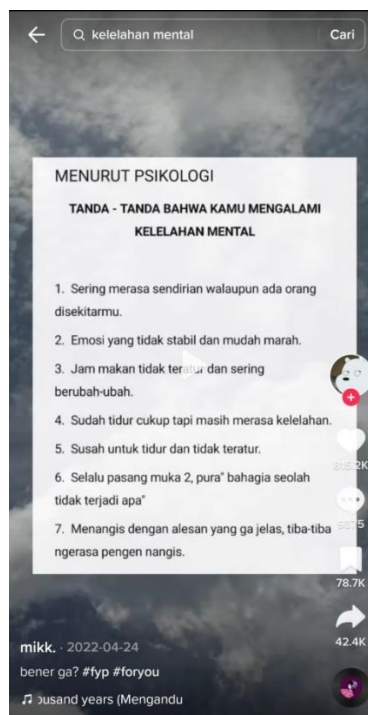 kelelahan mental
Cari
MENURUT PSIKOLOGI
TANDA - TANDA BAHWA KAMU MENGALAMI
KELELAHAN MENTAL
1. Sering merasa sendirian walaupun ada orang
disekitarmu.
2. Emosi yang tidak stabil dan mudah marah.
3. Jam makan tidak teratur dan sering
berubah-ubah.
4. Sudah tidur cukup tapi masih merasa kelelahan.
5. Susah untuk tidur dan tidak teratur.
6. Selalu pasang muka 2, pura" bahagia seolah
tidak terjadi apa"
7. Menangis dengan alesan yang ga jelas, tiba-tiba
ngerasa pengen nangis.
78.7K
42.4K
mikk. · 2022-04-24
bener ga? #fyp #foryou
ousand years (Mengandu